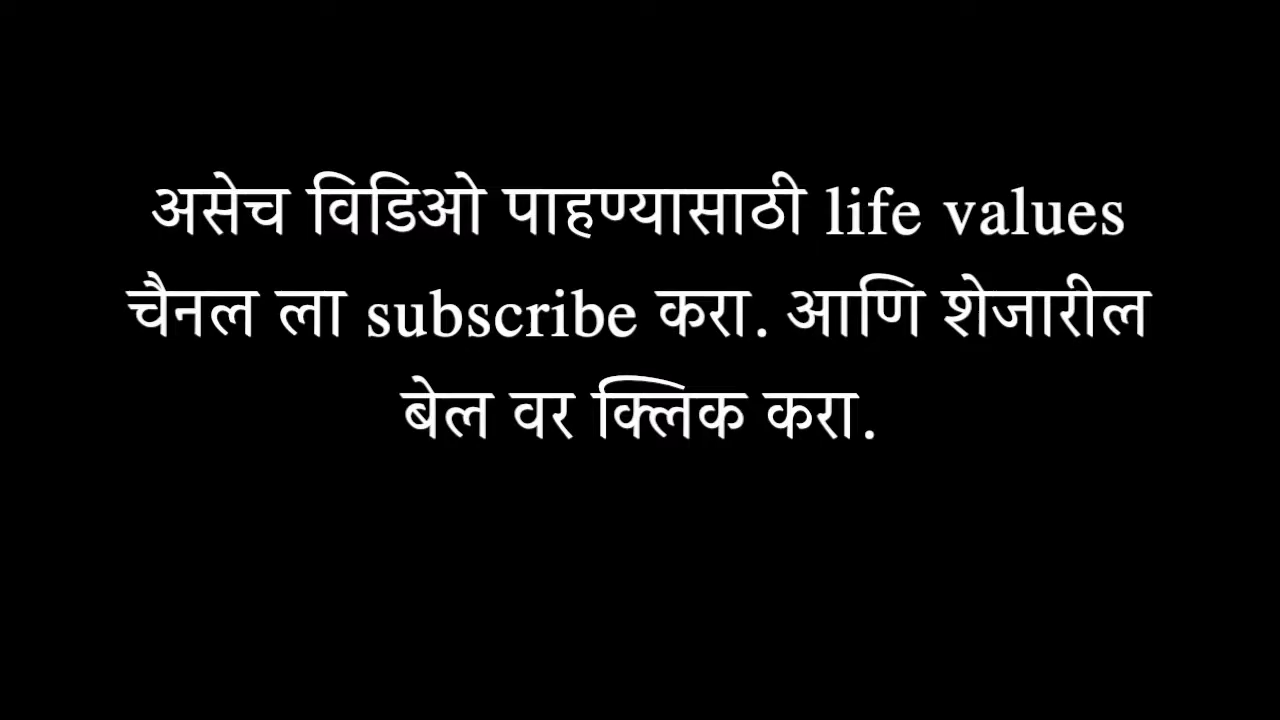 असेच विडिओ पाहण्यासाठी life values
चैनल ला subscribe करा. आणि शेजारील
बेल वर क्लिक करा.